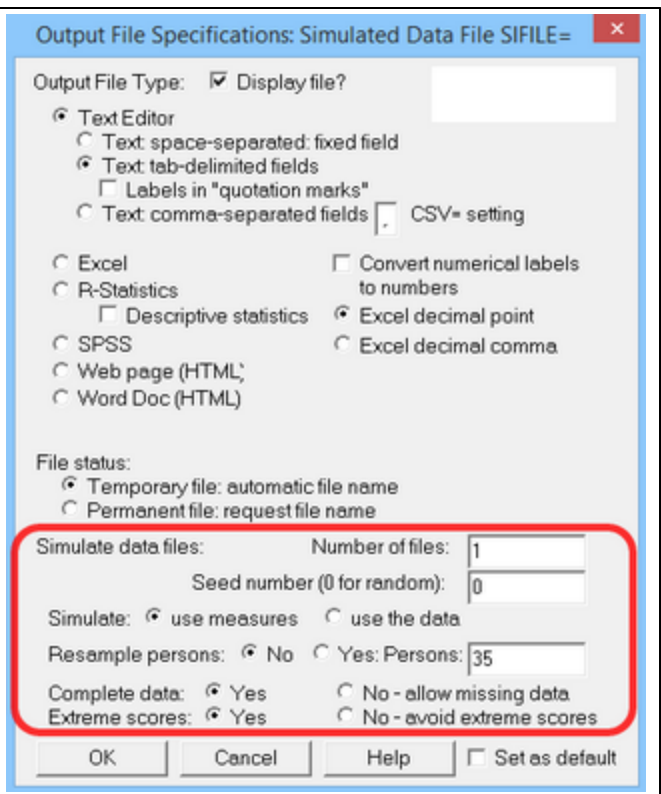 Output File Specifications: Simulated Data File SIFILE=
Output File Type: Display file?
Text Editor
Text: space-separated: fixed field
Text: tab-delimited fields
Labels in "quotation marks"
Text: comma-separated fields , CSV= setting
Excel Convert numerical labels
R-Statistics to numbers
Descriptive statistics Excel decimal point
SPSS Excel decimal comma
Web page (HTML)
Word Doc (HTML)
File status:
Temporary file: automatic file name
Permanent file: request file name
Simulate data files: Number of files: 1
Seed number (0 for random): 0
Simulate: use measures use the data
Resample persons: No Yes: Persons: 35
Complete data: Yes No - allow missing data
Extreme scores: Yes No - avoid extreme scores
OK Cancel Help Set as default